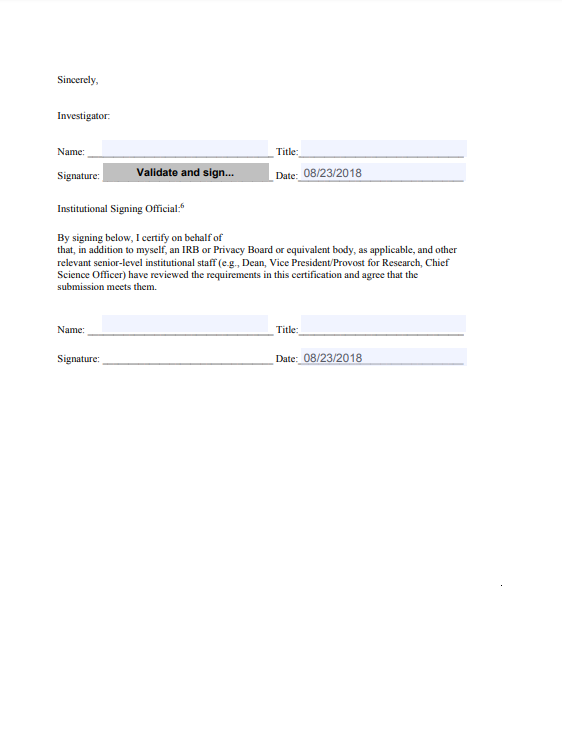 Sincerely,
Investigator:
Name: Title:
Signature: Validate and sign... Date: 08/23/2018
Institutional Signing Official:6
By signing below, I certify on behalf of
that, in addition to myself, an IRB or Privacy Board or equivalent body, as applicable, and other
relevant senior-level institutional staff (e.g., Dean, Vice President/Provost for Research, Chief
Science Officer) have reviewed the requirements in this certification and agree that the
submission meets them.
Name: Title:
Signature: Date: 08/23/2018